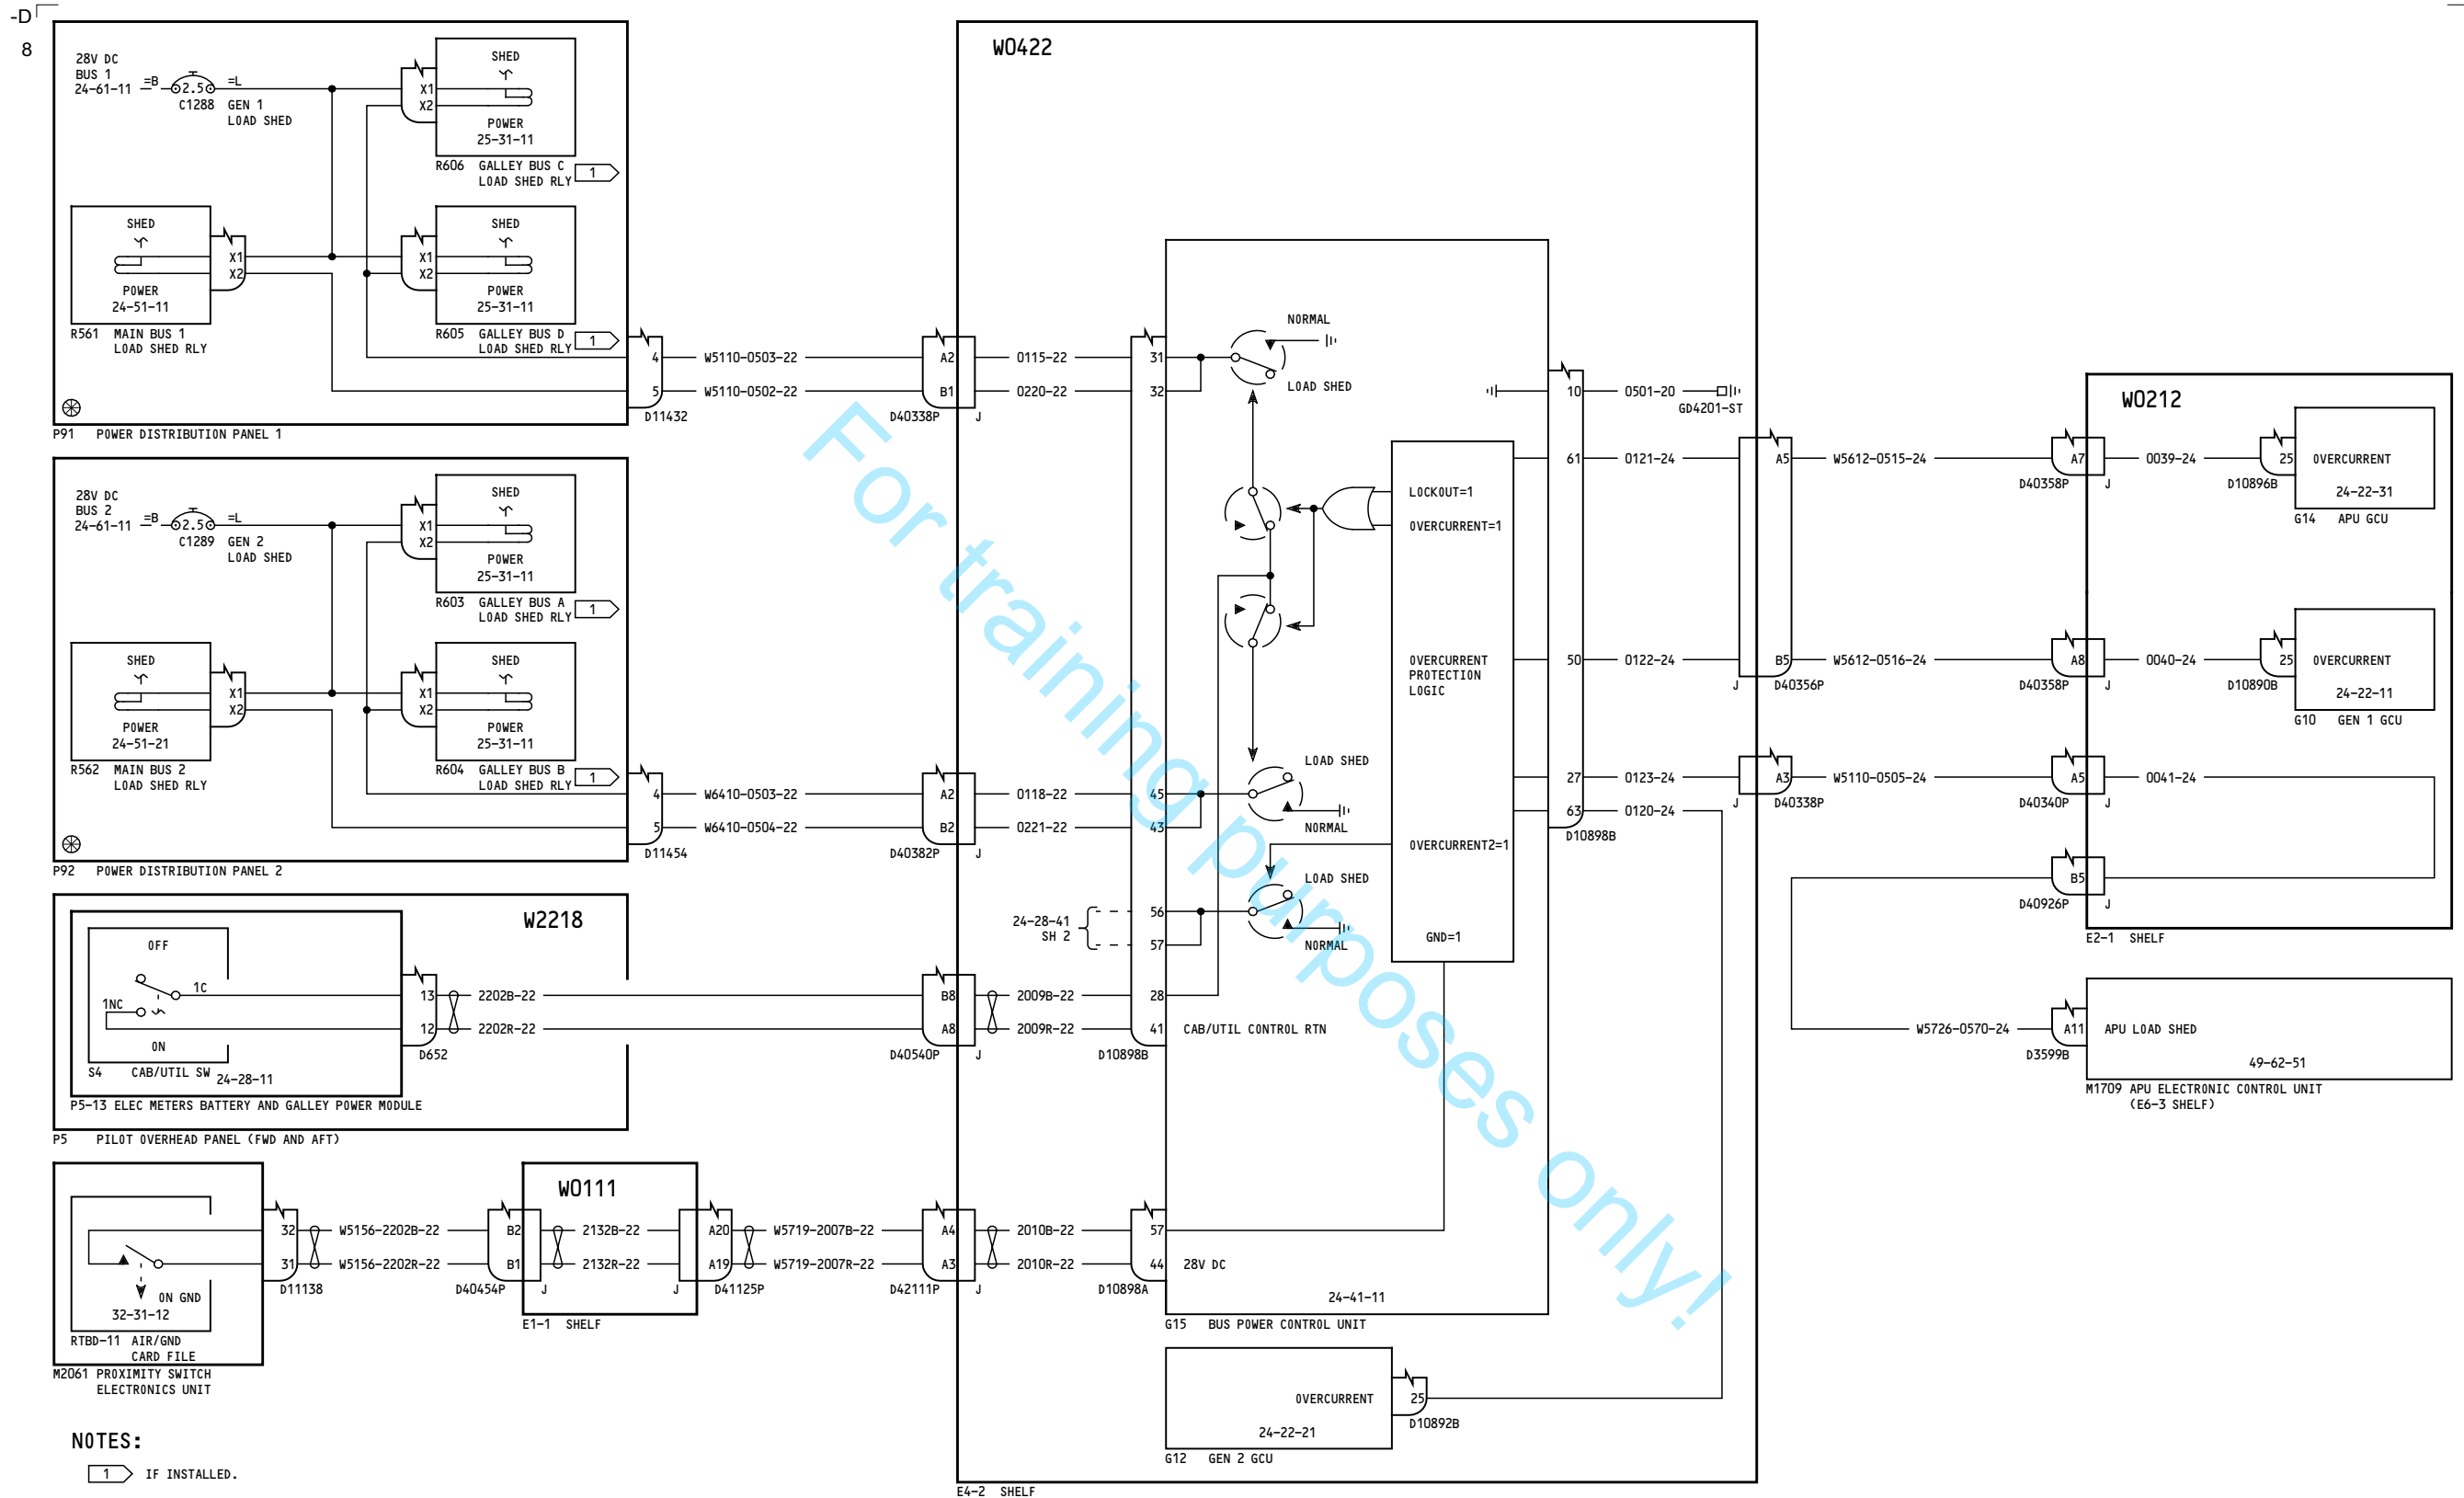 -D
8
28V DC
BUS 1
24-61-11
=B
2.5
=L
C1288
GEN 1
LOAD SHED
X1
X2
SHED
POWER
25-31-11
R606 GALLEY BUS C
LOAD SHED RLY
1
SHED
POWER
24-51-11
R561 MAIN BUS 1
LOAD SHED RLY
X1
X2
X1
X2
SHED
POWER
25-31-11
R605 GALLEY BUS D
LOAD SHED RLY
1
4
5
D11432
P91 POWER DISTRIBUTION PANEL 1
W5110-0503-22
W5110-0502-22
A2
B1
D40338P
J
0115-22
0220-22
31
32
28V DC
BUS 2
24-61-11
=B
2.5
=L
C1289
GEN 2
LOAD SHED
X1
X2
SHED
POWER
25-31-11
R603 GALLEY BUS A
LOAD SHED RLY
1
SHED
POWER
24-51-21
R562 MAIN BUS 2
LOAD SHED RLY
X1
X2
X1
X2
SHED
POWER
25-31-11
R604 GALLEY BUS B
LOAD SHED RLY
1
4
5
D11454
P92 POWER DISTRIBUTION PANEL 2
W6410-0503-22
W6410-0504-22
A2
B2
D40382P
J
0118-22
0221-22
45
43
24-28-41
SH 2
56
57
W2218
OFF
1C
1NC
ON
S4 CAB/UTIL SW
24-28-11
P5-13 ELEC METERS BATTERY AND GALLEY POWER MODULE
P5 PILOT OVERHEAD PANEL (FWD AND AFT)
13
12
D652
2202B-22
2202R-22
B8
A8
D40540P
J
2009B-22
2009R-22
28
41
D10898B
CAB/UTIL CONTROL RTN
ON GND
32-31-12
RTBD-11 AIR/GND
CARD FILE
M2061 PROXIMITY SWITCH
ELECTRONICS UNIT
32
31
D11138
W5156-2202B-22
W5156-2202R-22
B2
B1
D40454P
J
W0111
2132B-22
2132R-22
E1-1 SHELF
J
A20
A19
D41125P
W5719-2007B-22
W5719-2007R-22
A4
A3
D42111P
J
2010B-22
2010R-22
57
44
D10898A
28V DC
W0422
NORMAL
LOAD SHED
LOCKOUT=1
OVERCURRENT=1
OVERCURRENT
PROTECTION
LOGIC
LOAD SHED
NORMAL
OVERCURRENT2=1
LOAD SHED
NORMAL
GND=1
24-41-11
G15 BUS POWER CONTROL UNIT
10
61
50
27
63
D10898B
0501-20
GD4201-ST
0121-24
0122-24
0123-24
0120-24
OVERCURRENT
24-22-21
G12 GEN 2 GCU
25
D10892B
E4-2 SHELF
A5
B5
J
D40356P
A3
J
D40338P
W5612-0515-24
W5612-0516-24
W5110-0505-24
W0212
A7
D40358P
J
0039-24
25
D10896B
OVERCURRENT
24-22-31
G14 APU GCU
A8
D40358P
J
0040-24
25
D10890B
OVERCURRENT
24-22-11
G10 GEN 1 GCU
A5
D40340P
J
0041-24
B5
D40926P
J
E2-1 SHELF
W5726-0570-24
A11
D3599B
APU LOAD SHED
49-62-51
M1709 APU ELECTRONIC CONTROL UNIT
(E6-3 SHELF)
NOTES:
1 IF INSTALLED.
For training purposes only!